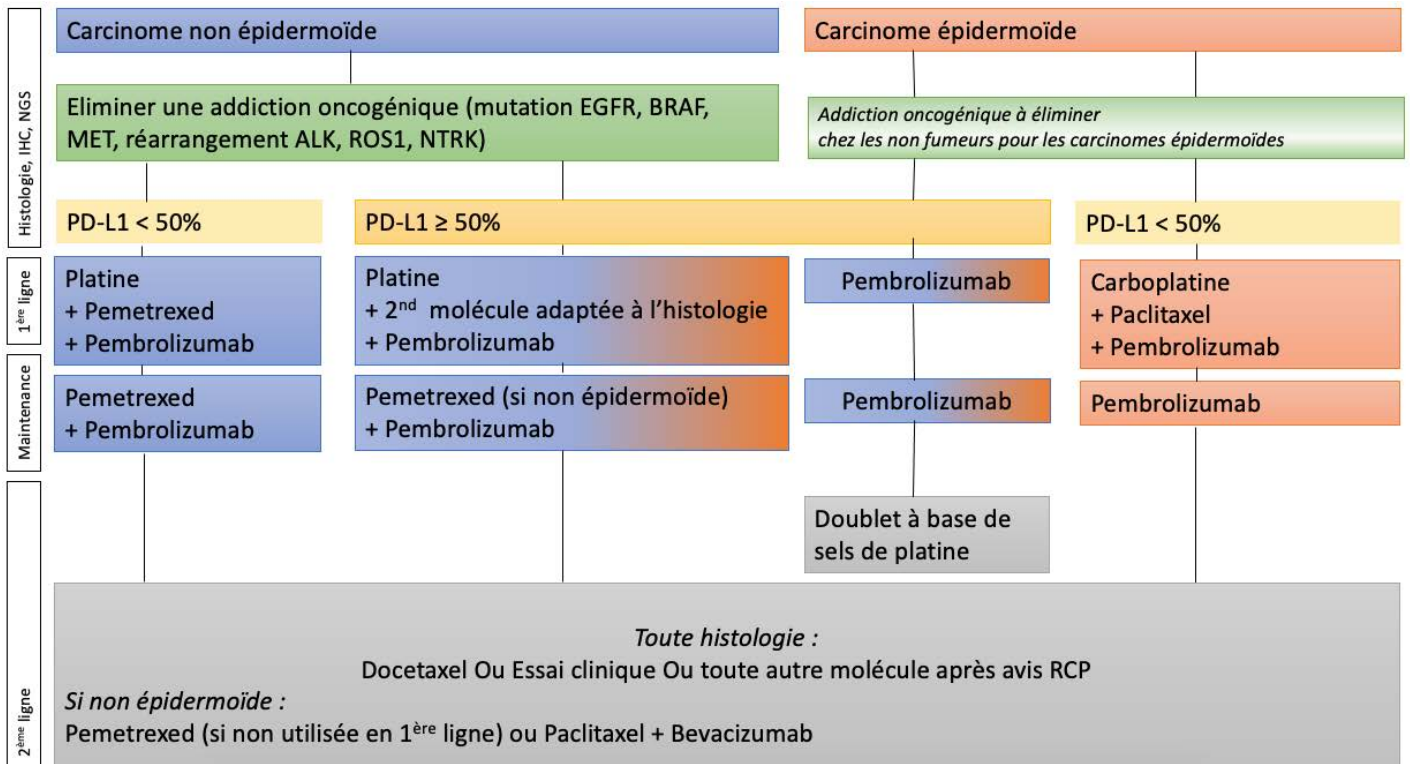 Histologie, IHC, NGS
Carcinome non épidermoïde
Carcinome épidermoïde
Eliminer une addiction oncogénique (mutation EGFR, BRAF,
MET, réarrangement ALK, ROS1, NTRK)
Addiction oncogénique à éliminer
chez les non fumeurs pour les carcinomes épidermoïdes
PD-L1 < 50%
PD-L1 ≥ 50%
PD-L1 < 50%
1ère ligne
Platine
+ Pemetrexed
+ Pembrolizumab
Platine
+ 2nd molécule adaptée à l’histologie
+ Pembrolizumab
Pembrolizumab
Carboplatine
+ Paclitaxel
+ Pembrolizumab
Maintenance
Pemetrexed
+ Pembrolizumab
Pemetrexed (si non épidermoïde)
+ Pembrolizumab
Pembrolizumab
Pembrolizumab
2ème ligne
Doublet à base de
sels de platine
Toute histologie :
Docetaxel Ou Essai clinique Ou toute autre molécule après avis RCP
Si non épidermoïde :
Pemetrexed (si non utilisée en 1ère ligne) ou Paclitaxel + Bevacizumab